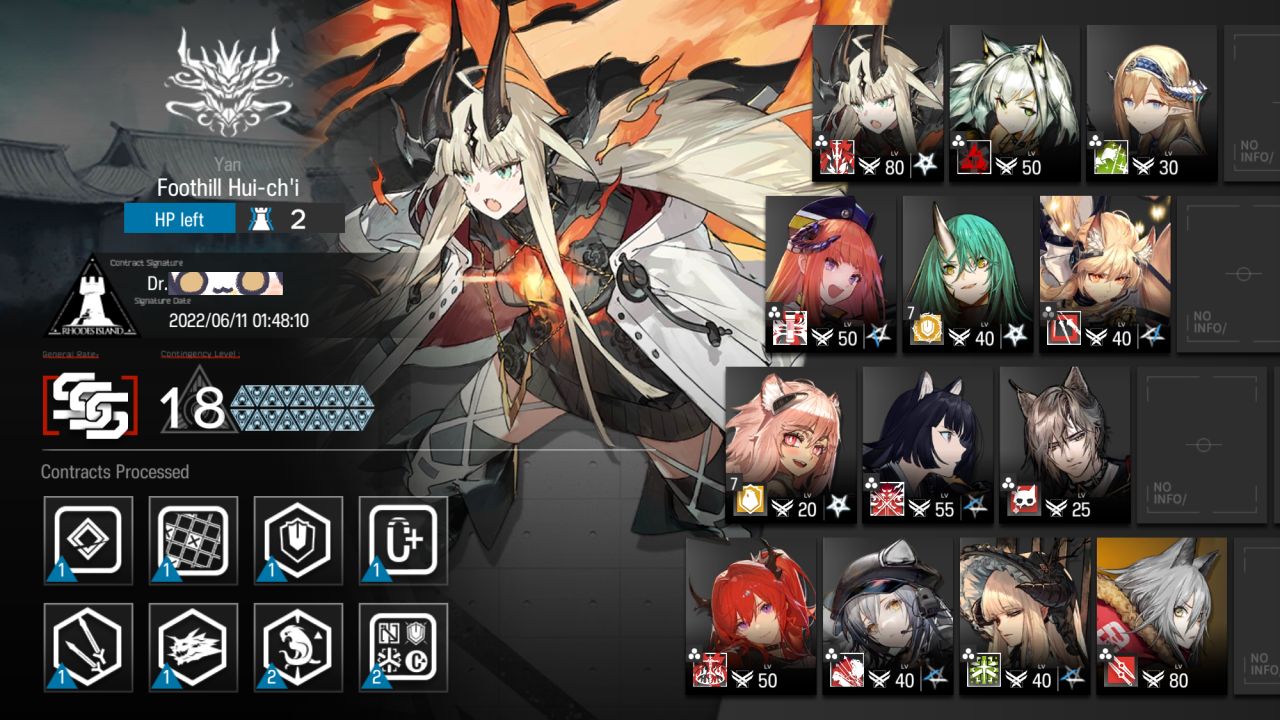 Yan
Foothill Hui-ch'i
HP left 2
Contract Signature
Dr.
Signature Date
RHODES ISLAND
2022/06/11 01:48:10
General Rate:
Contingency Level:
SSS
18
Contracts Processed
1 1 1 1
1 1 2 2
LV 80
LV 50
LV 30
NO INFO/
LV 50
7 LV 40
LV 40
NO INFO/
7 LV 20
LV 55
LV 25
NO INFO/
LV 50
LV 40
LV 40
LV 80
NO INFO